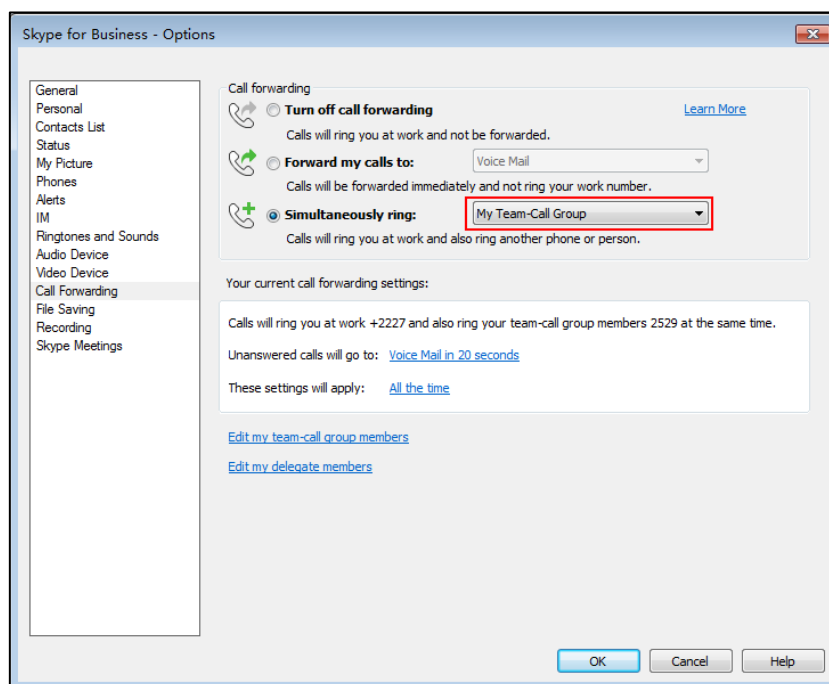 Skype for Business - Options
General
Personal
Contacts List
Status
My Picture
Phones
Alerts
IM
Ringtones and Sounds
Audio Device
Video Device
Call Forwarding
File Saving
Recording
Skype Meetings
Call forwarding
Turn off call forwarding
Learn More
Calls will ring you at work and not be forwarded.
Forward my calls to:
Voice Mail
Calls will be forwarded immediately and not ring your work number.
Simultaneously ring:
My Team-Call Group
Calls will ring you at work and also ring another phone or person.
Your current call forwarding settings:
Calls will ring you at work +2227 and also ring your team-call group members 2529 at the same time.
Unanswered calls will go to: Voice Mail in 20 seconds
These settings will apply: All the time
Edit my team-call group members
Edit my delegate members
OK Cancel Help